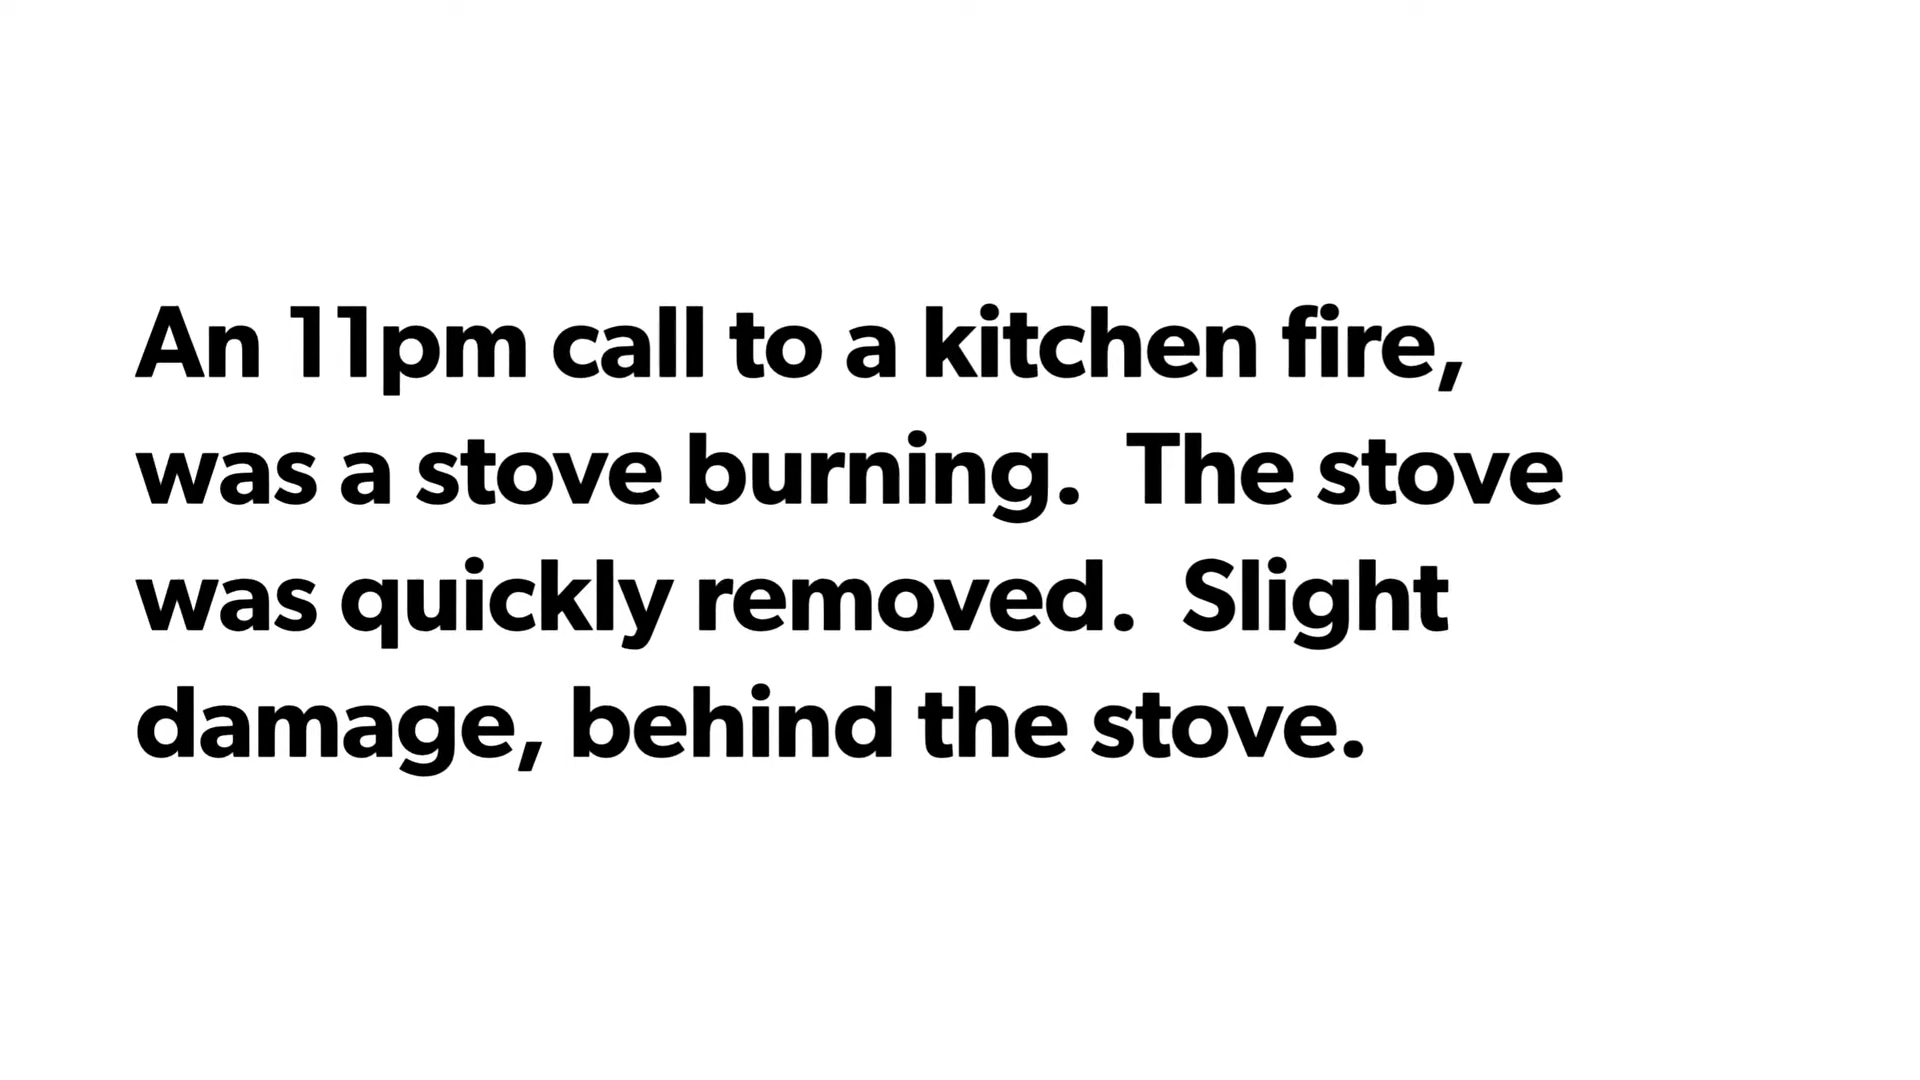 An 11pm call to a kitchen fire,
was a stove burning.  The stove
was quickly removed.  Slight
damage, behind the stove.